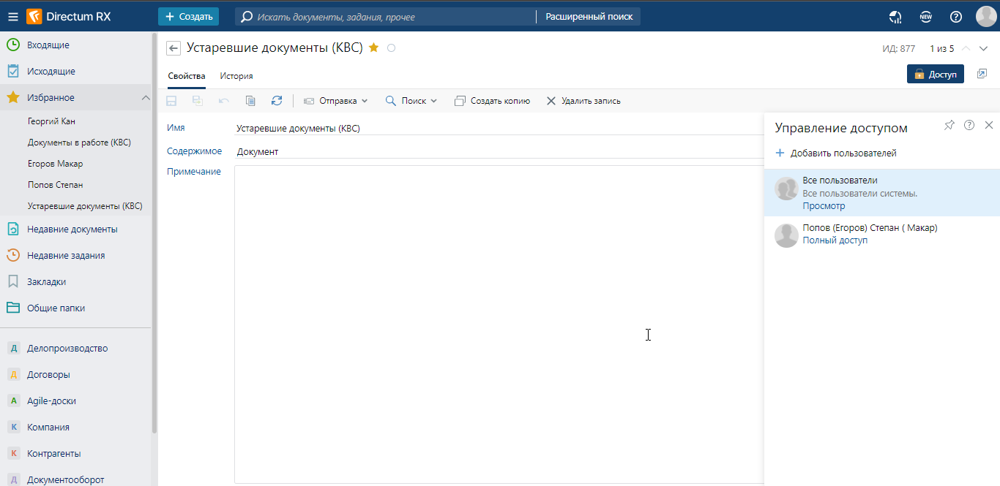 Directum RX
Создать
Искать документы, задания, прочее
Расширенный поиск
NEW
Входящие
Исходящие
Избранное
Георгий Кан
Документы в работе (КВС)
Егоров Макар
Попов Степан
Устаревшие документы (КВС)
Недавние документы
Недавние задания
Закладки
Общие папки
Д Делопроизводство
Д Договоры
A Agile-доски
К Компания
К Контрагенты
Д Документооборот
Устаревшие документы (КВС)
ИД: 877
1 из 5
Свойства
История
Доступ
Отправка
Поиск
Создать копию
Удалить запись
Имя
Устаревшие документы (КВС)
Содержимое
Документ
Примечание
Управление доступом
Добавить пользователей
Все пользователи
Все пользователи системы.
Просмотр
Попов (Егоров) Степан ( Макар)
Полный доступ